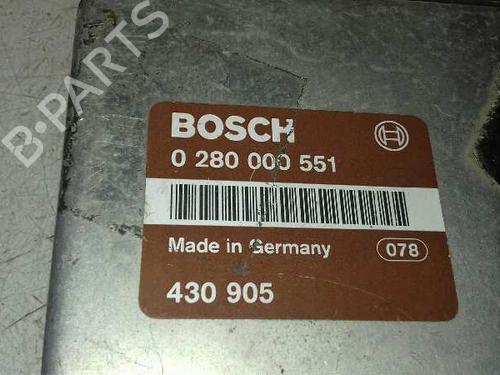 B-PARTS
BOSCH
0 280 000 551
Made in Germany
078
430 905